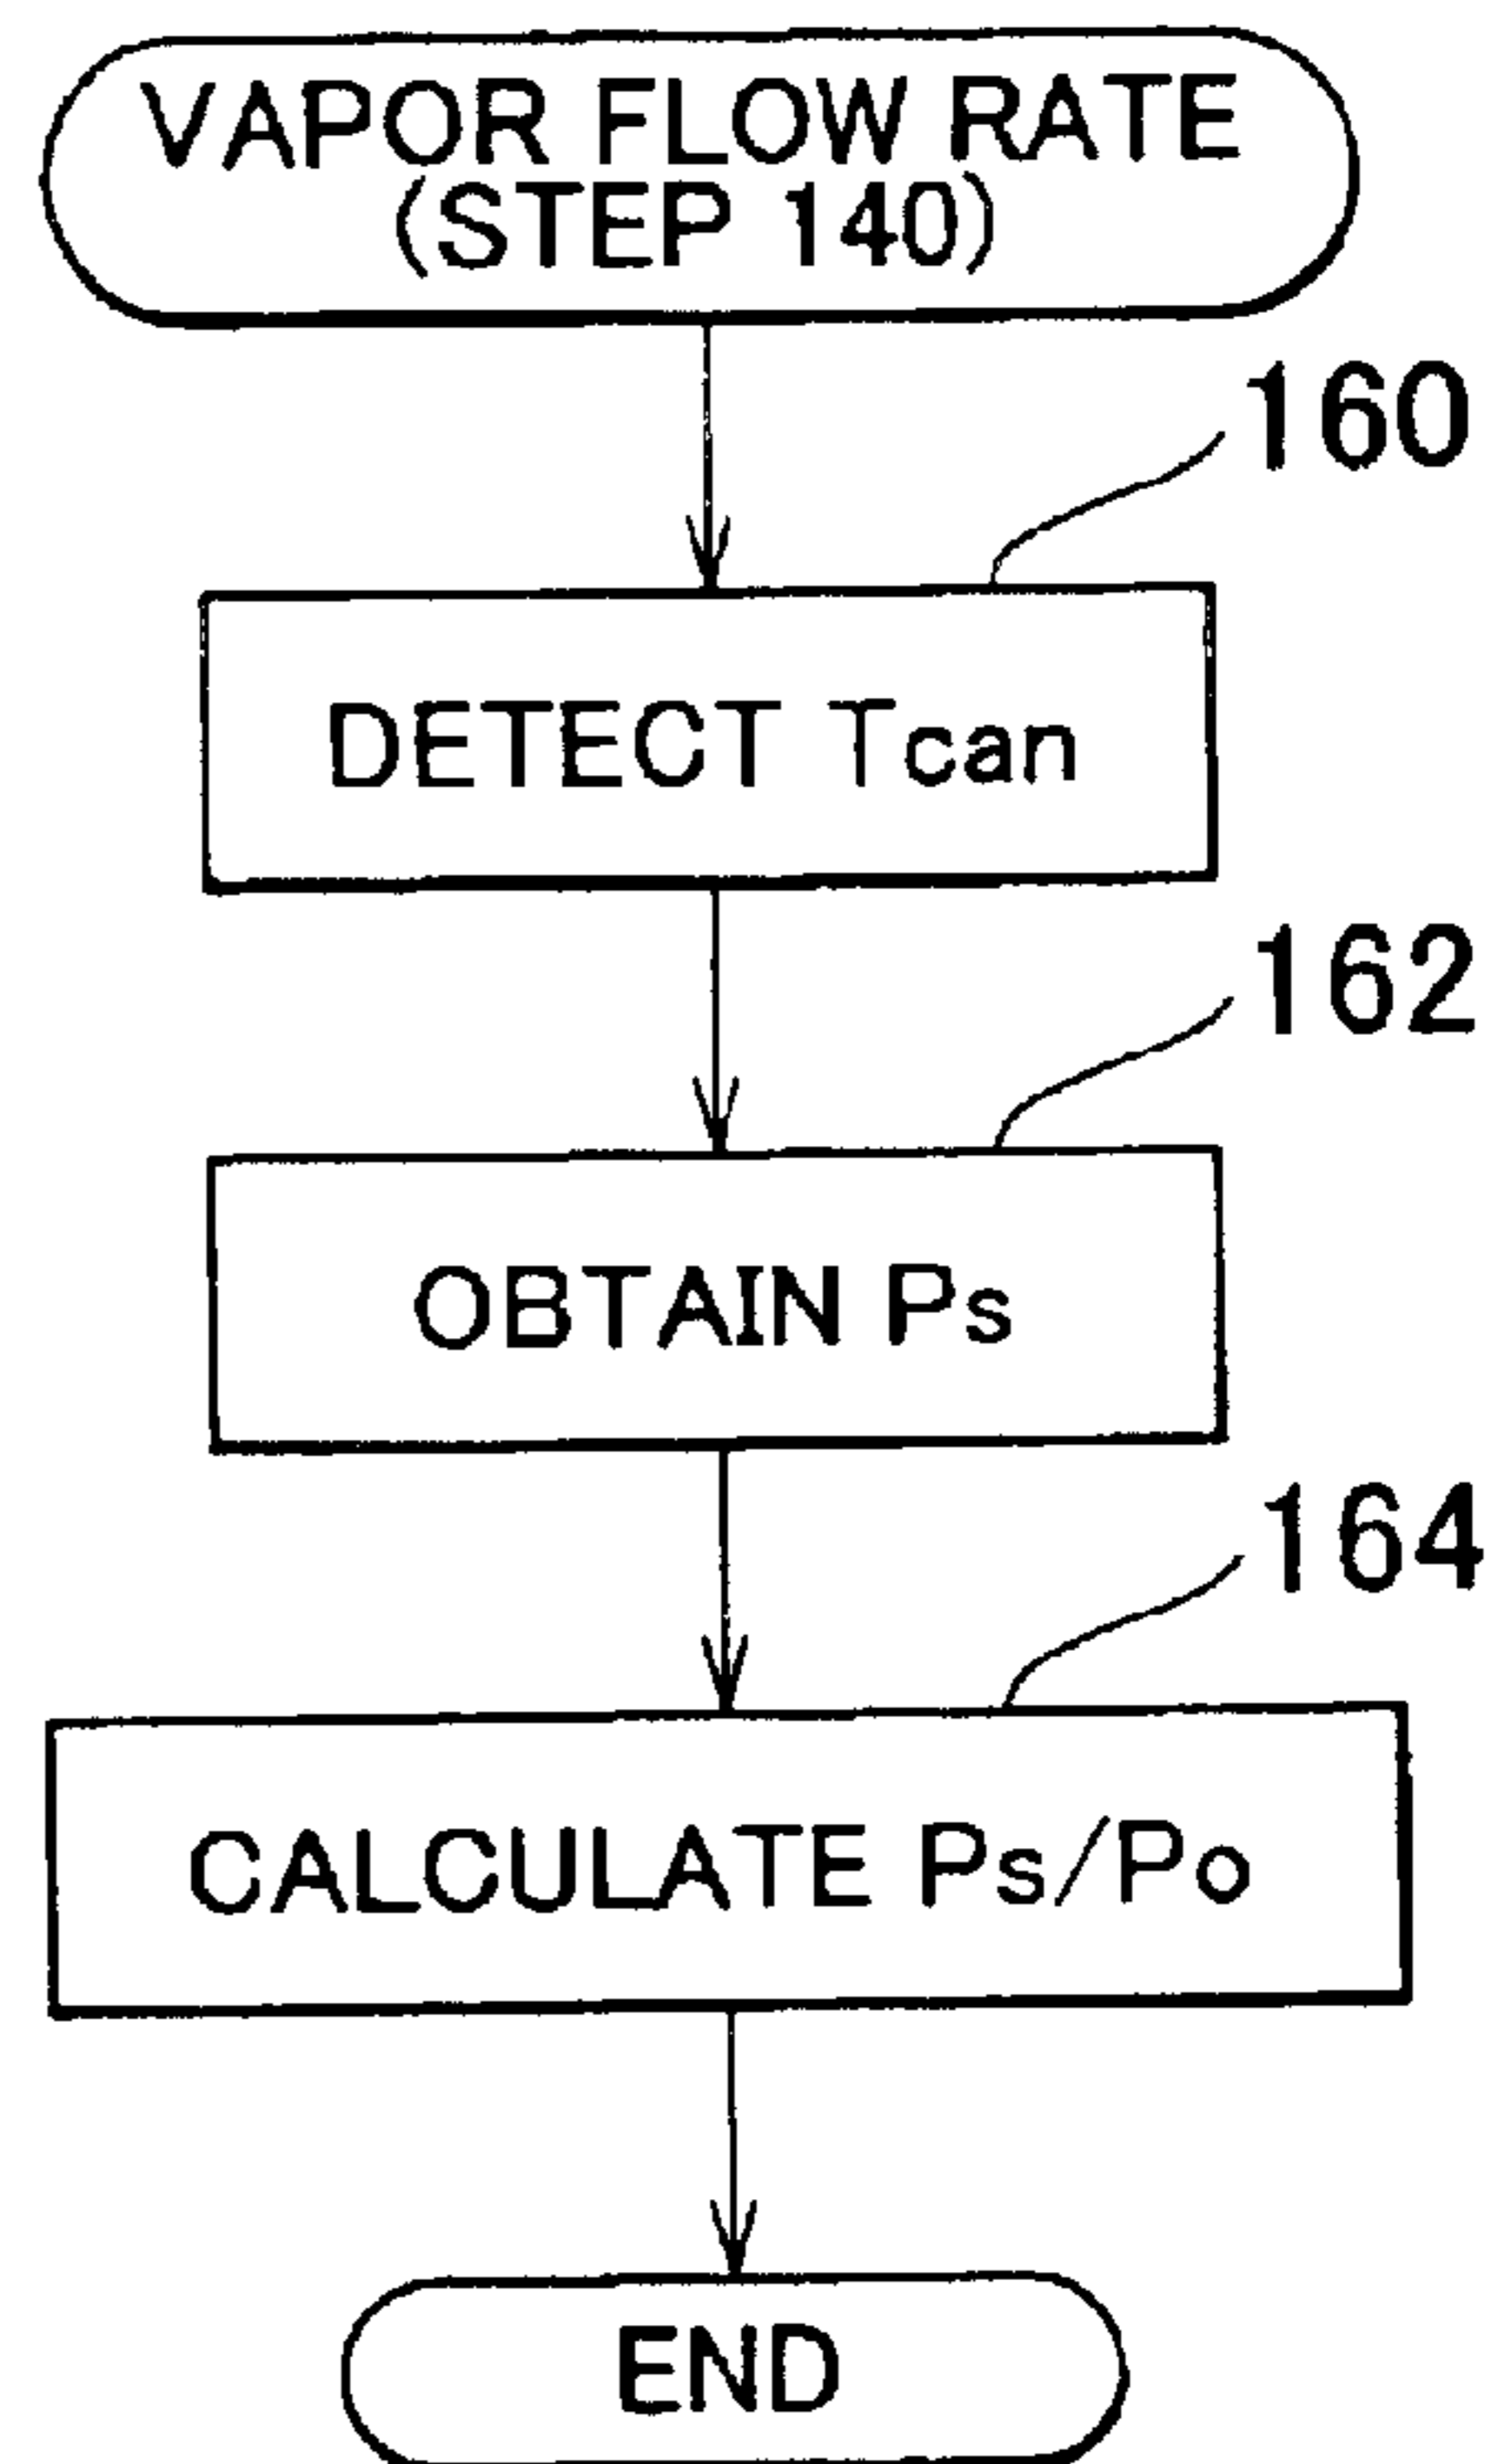 VAPOR FLOW RATE
(STEP 140)
160
DETECT Tcan
162
OBTAIN Ps
164
CALCULATE Ps/Po
END